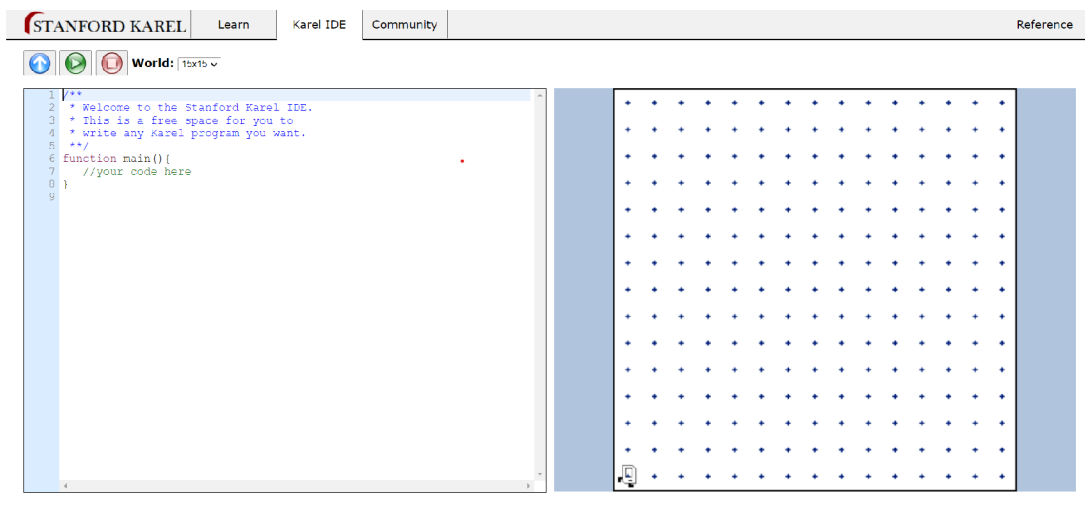 STANFORD KAREL Learn Karel IDE Community Reference
World: 15x15
1 /**
2 * Welcome to the Stanford Karel IDE.
3 * This is a free space for you to
4 * write any Karel program you want.
5 **/
6 function main(){
7 //your code here
8 }
9